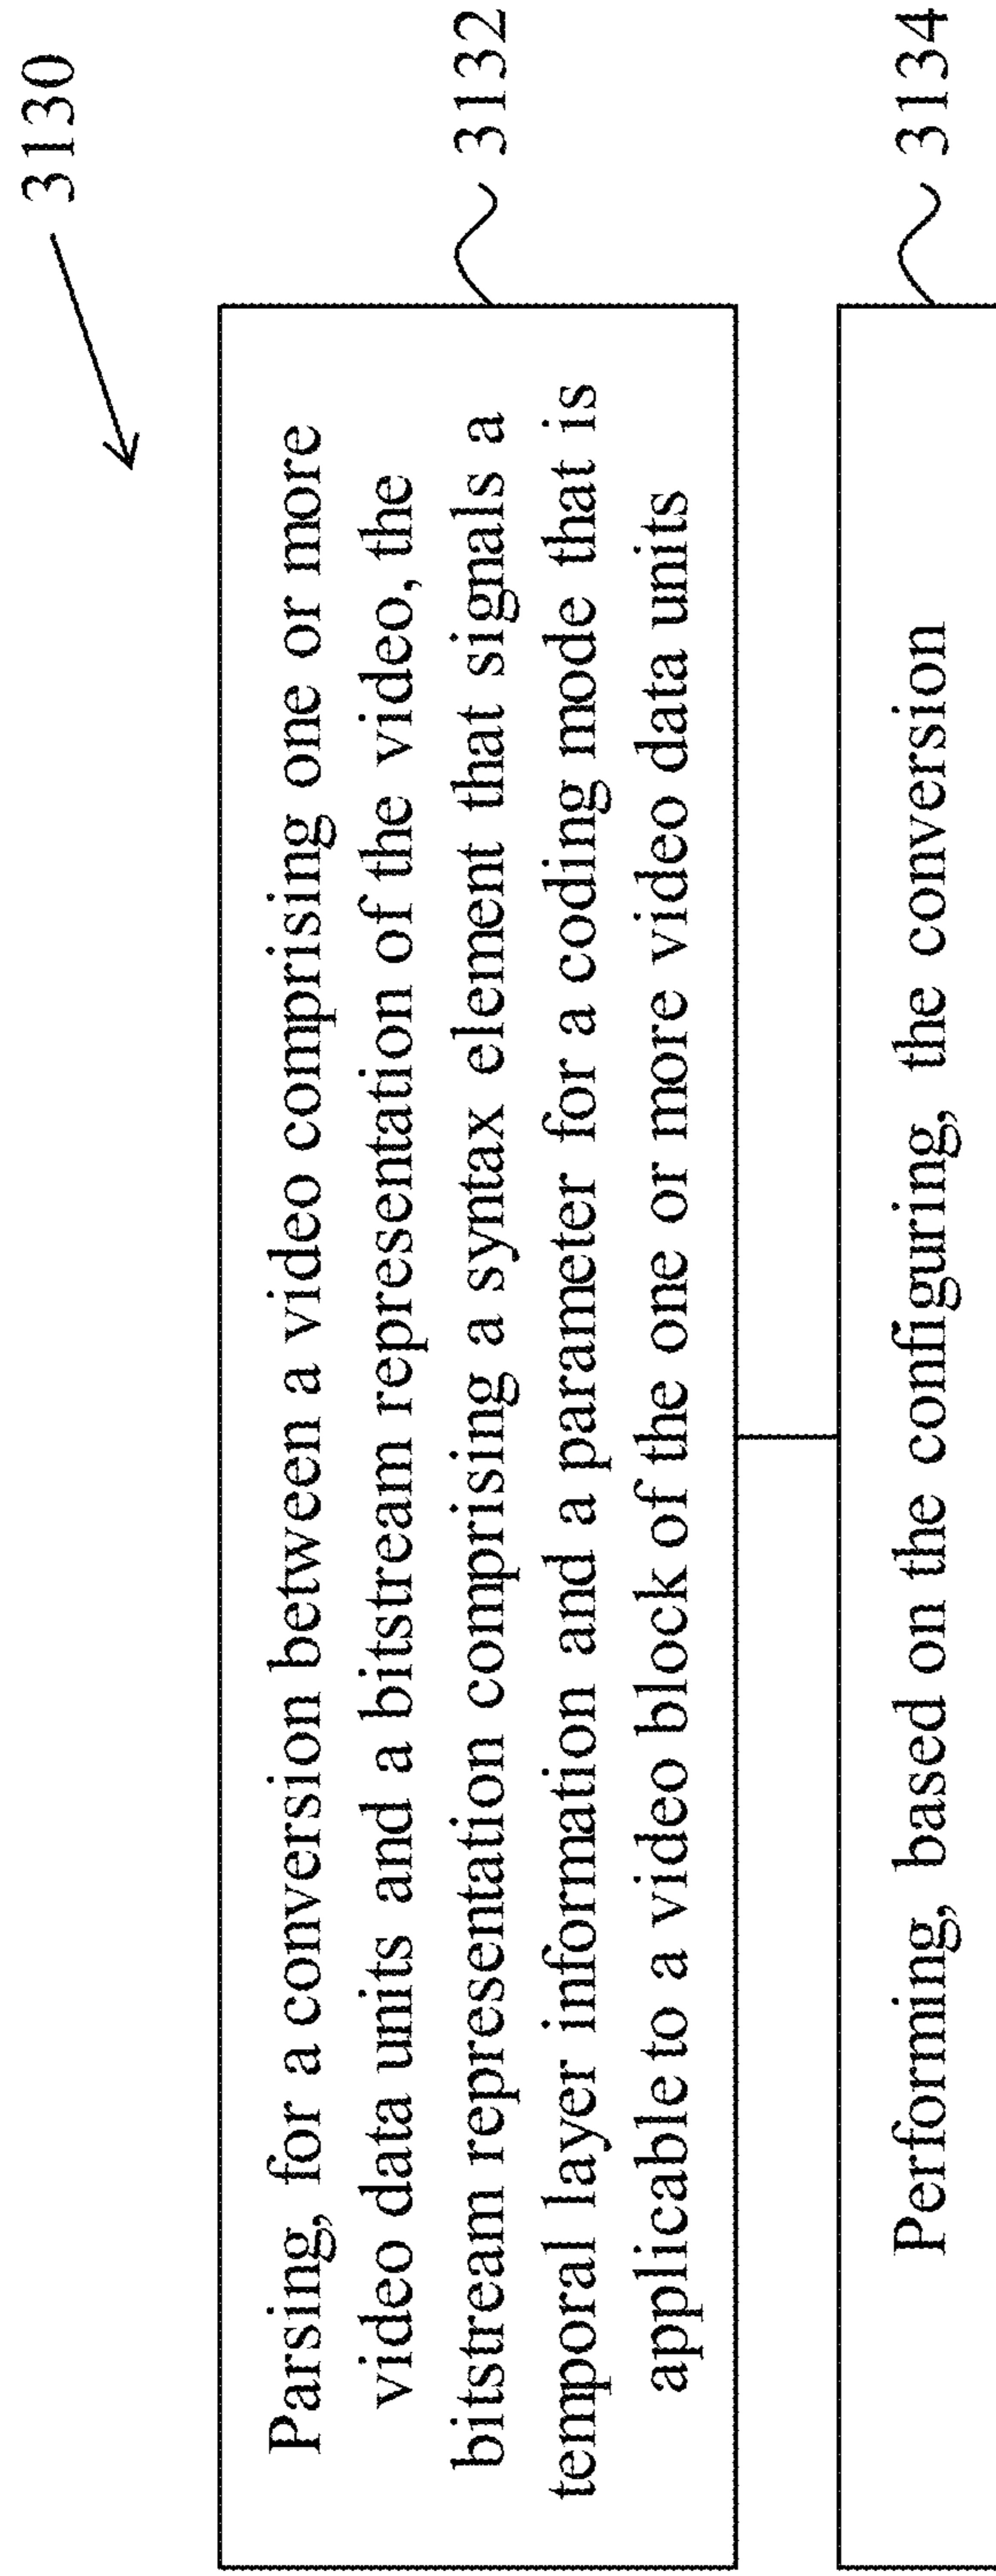 3130
Parsing, for a conversion between a video comprising one or more
video data units and a bitstream representation of the video, the
bitstream representation comprising a syntax element that signals a
temporal layer information and a parameter for a coding mode that is
applicable to a video block of the one or more video data units
3132
Performing, based on the configuring, the conversion
3134